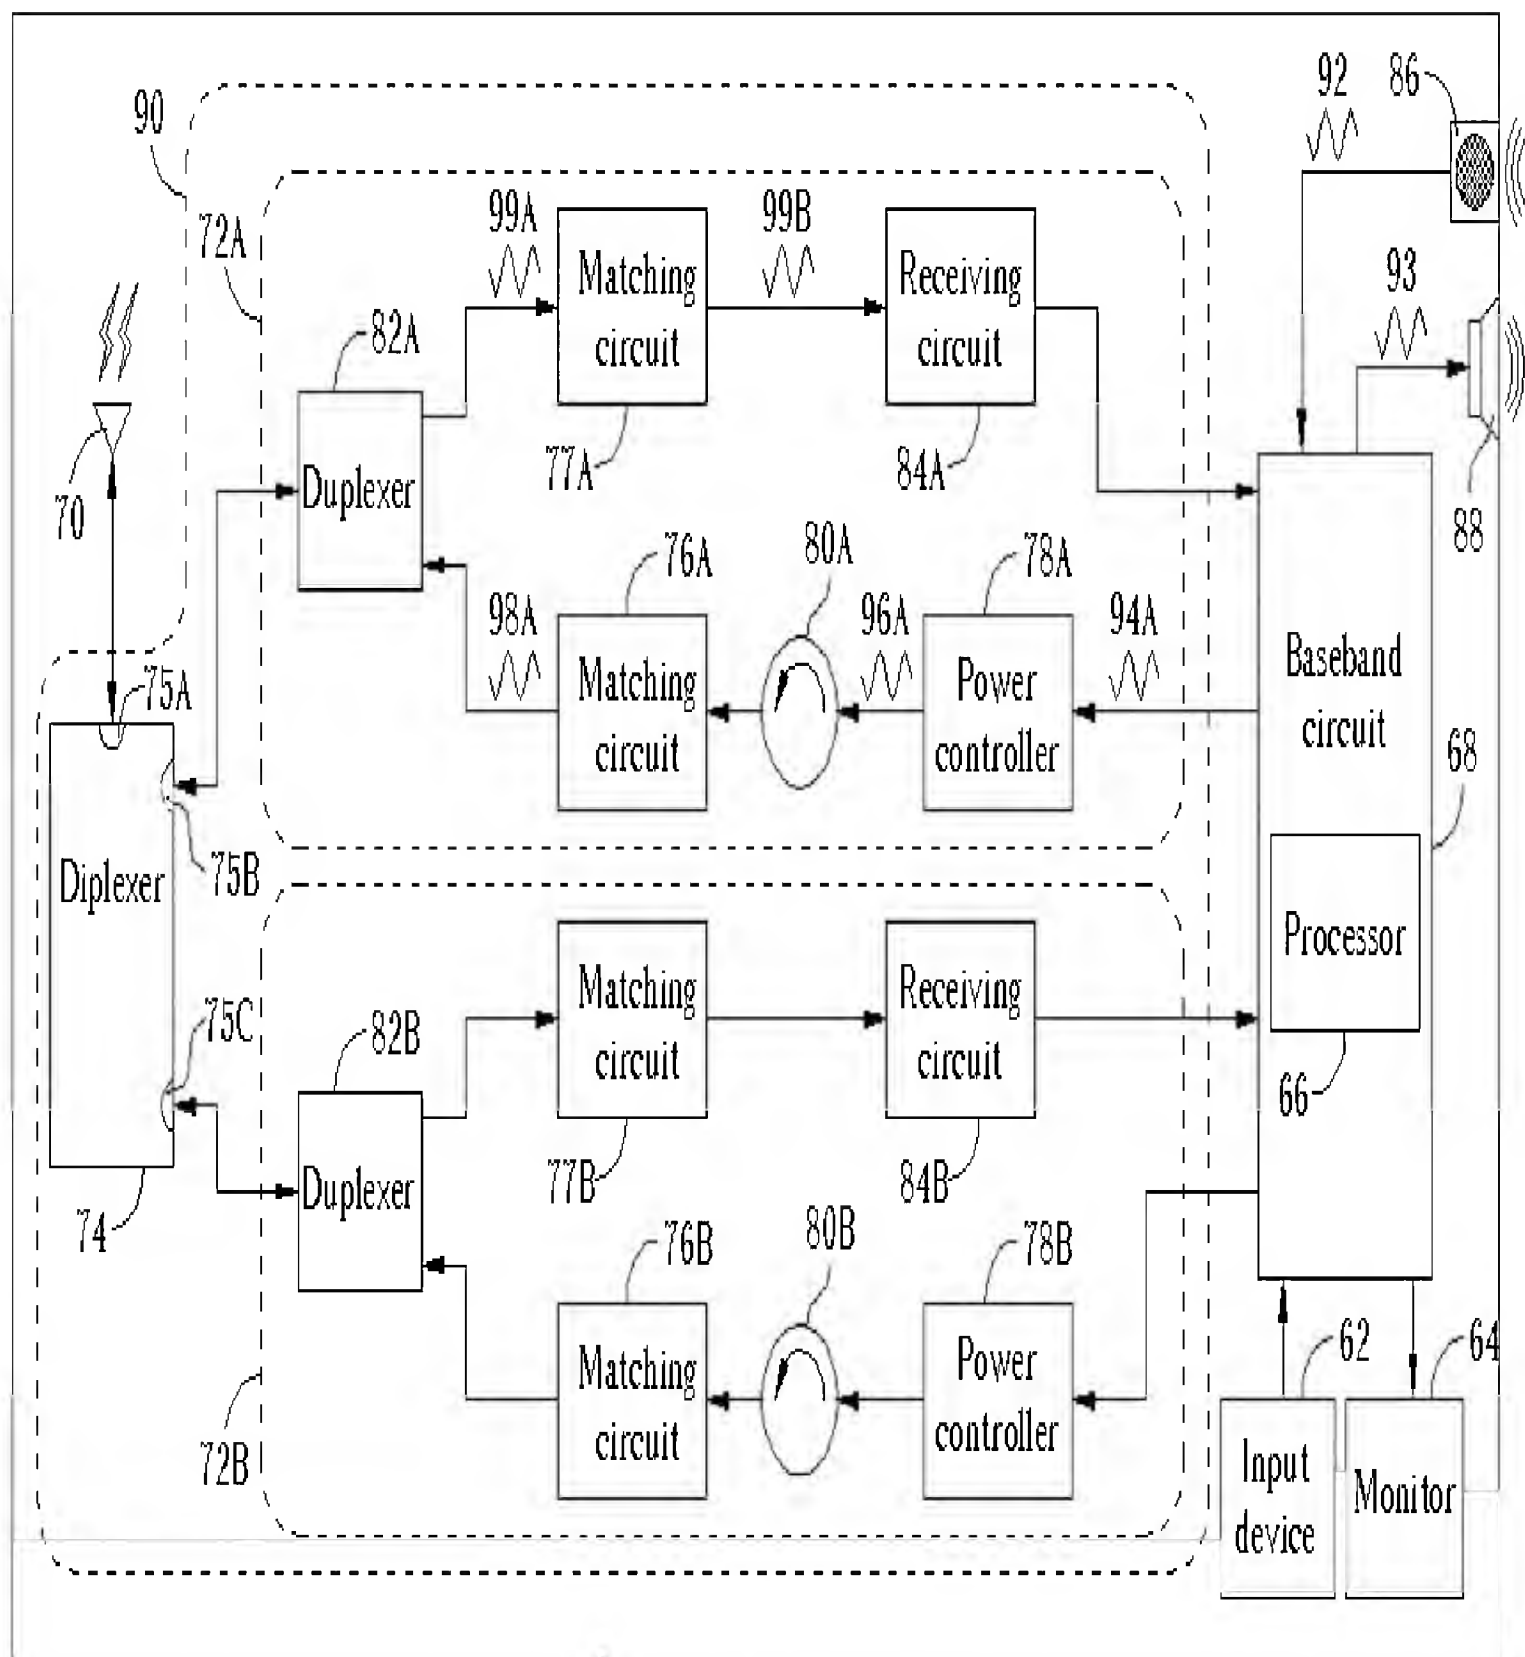 92
86
90
99A
99B
72A
Matching
circuit
Receiving
circuit
93
82A
77A
84A
70
Duplexer
88
76A
80A
78A
98A
96A
94A
75A
Matching
circuit
Power
controller
Baseband
circuit
68
75B
Diplexer
Matching
circuit
Receiving
circuit
Processor
75C
82B
66
77B
84B
74
Duplexer
76B
80B
78B
62
64
72B
Matching
circuit
Power
controller
Input
device
Monitor